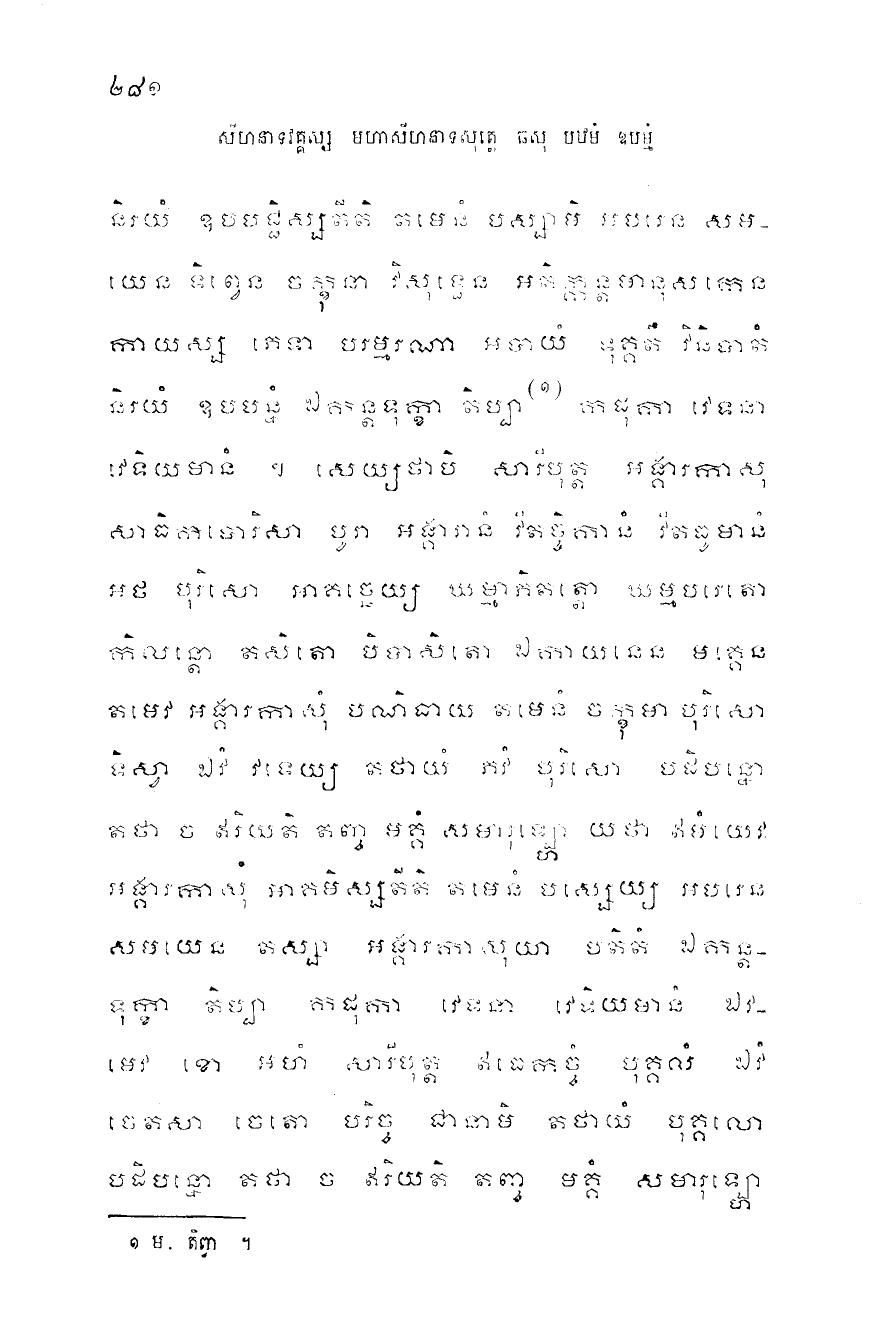 ២៨១
សីហនាទវគ្គស្ស មហាសីហនាទសុត្តេ ធសុ បឋមំ ឧបម្មំ
និរយំ ឧបបជ្ជិស្សតីតិ តមេនំ បស្សាមិ អបរេន សម-
យេន ទិព្វេន ចក្ខុនា វិសុទ្ធេន អតិក្កន្តមានុសកេន
កាយស្ស ភេទា បរម្មរណា អបាយំ ទុគ្គតឹ វិនិបាតំ
និរយំ ឧបបន្នំ ឯកន្តទុក្ខា តិប្បា(១) កដុកា វេទនា
វេទិយមានំ ។ សេយ្យថាបិ សារីបុត្ត អង្គារកាសុ
សាធិកបោរិសា បូរា អង្គារានំ វីតច្ចិកានំ វីតធូមានំ
អថ បុរិសោ អាគច្ឆេយ្យ ឃម្មាភិតត្តោ ឃម្មបរេតោ
កិលន្តោ តសិតោ បិបាសិតោ ឯកាយនេន មគ្គេន
តមេវ អង្គារកាសុំ បណិធាយ តមេនំ ចក្ខុមា បុរិសោ
ទិស្វា ឯវំ វទេយ្យ តថាយំ ភវំ បុរិសោ បដិបន្នោ
តថា ច ឥរិយតិ តញ្ច មគ្គំ សមារុឡ្ហោ យថា ឥមំយេវ
អង្គារកាសុំ អាគមិស្សតីតិ តមេនំ បស្សេយ្យ អបរេន
សមយេន តស្សា អង្គារកាសុយា បតិតំ ឯកន្ត-
ទុក្ខា តិប្បា កដុកា វេទនា វេទិយមានំ ឯវ-
មេវ ខោ អហំ សារីបុត្ត ឥធេកច្ចំ បុគ្គលំ ឯវំ
ចេតសា ចេតោ បរិច្ច ជានាមិ តថាយំ បុគ្គលោ
បដិបន្នោ តថា ច ឥរិយតិ តញ្ច មគ្គំ សមារុឡ្ហោ
១ ម. តិព្វា ។